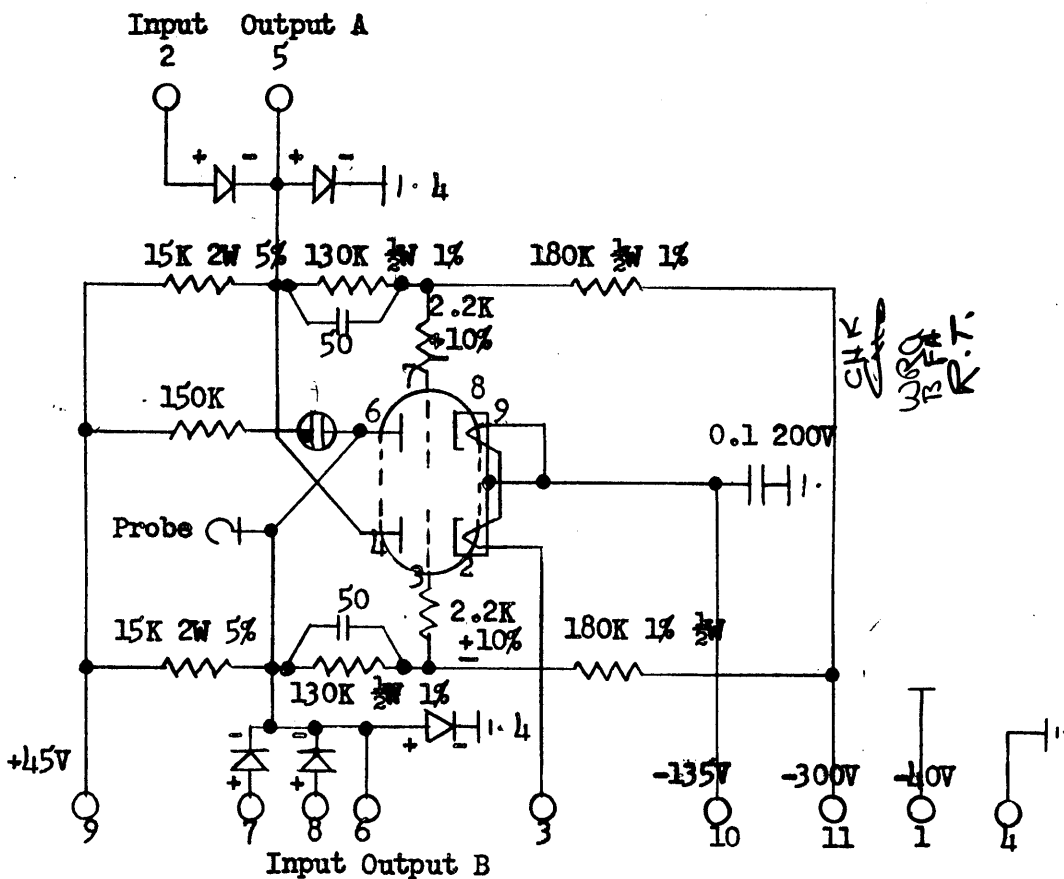 Input Output A
2 5
+ - + -
1.4
15K 2W 5% 130K ½W 1% 180K ½W 1%
50
2.2K
+10%
7
8
9
150K
6
CHK
R.T.
0.1 200V
1.
Probe
4
3 2
50
2.2K
+10%
15K 2W 5%
180K 1% ½W
130K ½W 1%
- - + - 1.4
+ +
+45V -135V -300V -40V
1.
9 7 8 6 3 10 11 1 4
Input Output B